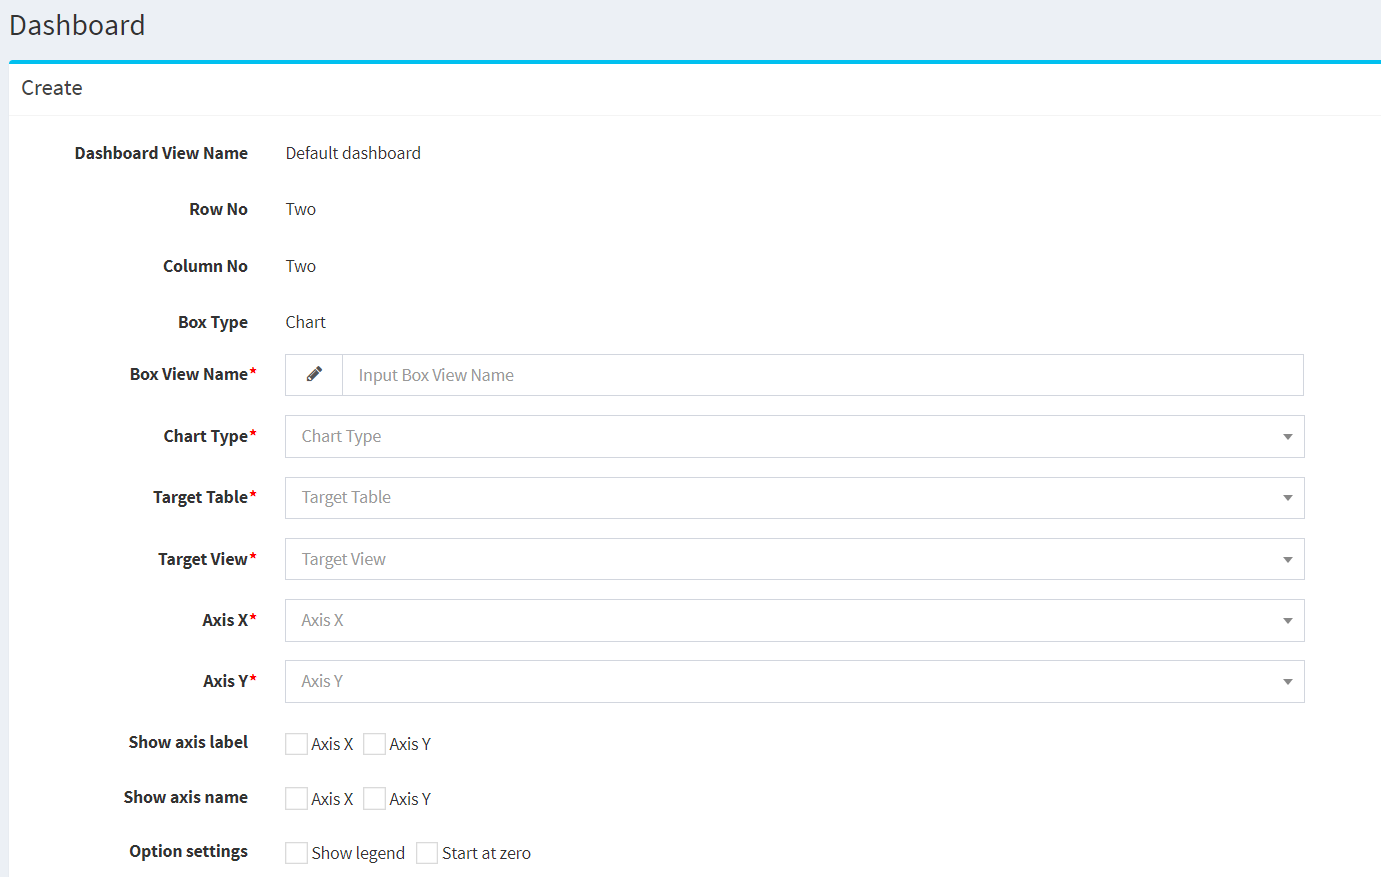 Dashboard
Create
Dashboard View Name Default dashboard
Row No Two
Column No Two
Box Type Chart
Box View Name* Input Box View Name
Chart Type* Chart Type
Target Table* Target Table
Target View* Target View
Axis X* Axis X
Axis Y* Axis Y
Show axis label Axis X Axis Y
Show axis name Axis X Axis Y
Option settings Show legend Start at zero